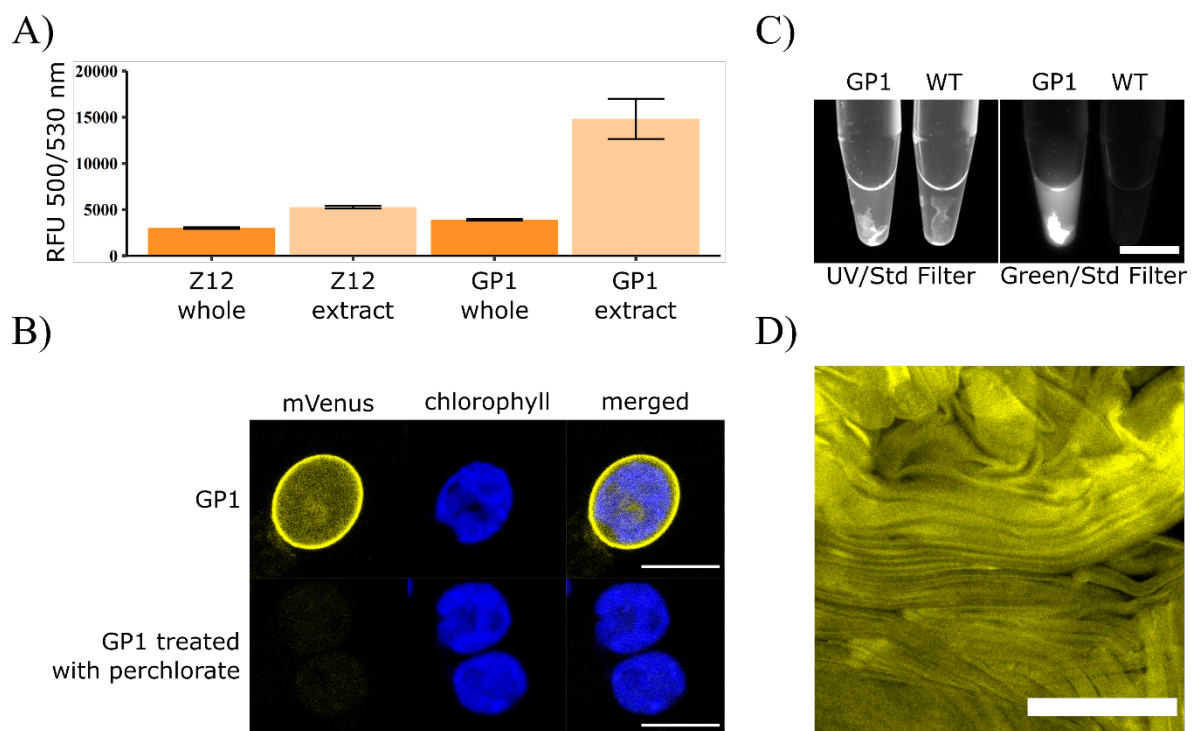 A)
RFU 500/530 nm
20000
15000
10000
5000
0
Z12
whole
Z12
extract
GP1
whole
GP1
extract
B)
mVenus chlorophyll merged
GP1
GP1 treated
with perchlorate
C)
GP1 WT GP1 WT
UV/Std Filter Green/Std Filter
D)